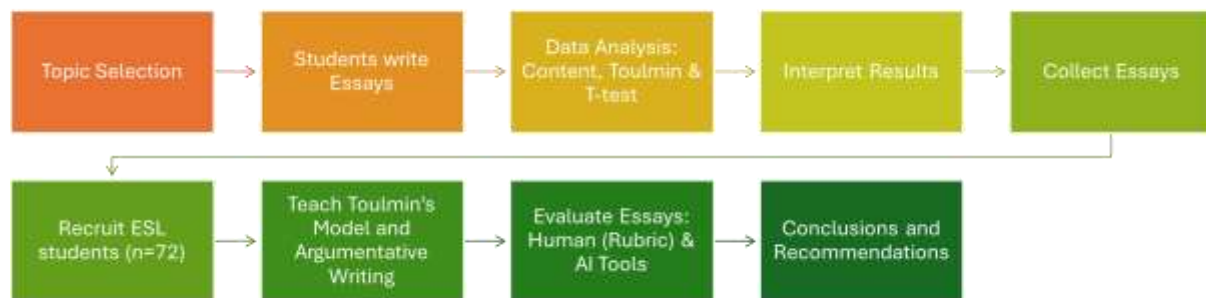 Topic Selection
Students write
Essays
Data Analysis:
Content, Toulmin &
T-test
Interpret Results
Collect Essays
Recruit ESL
students (n=72)
Teach Toulmin's
Model and
Argumentative
Writing
Evaluate Essays:
Human (Rubric) &
AI Tools
Conclusions and
Recommendations